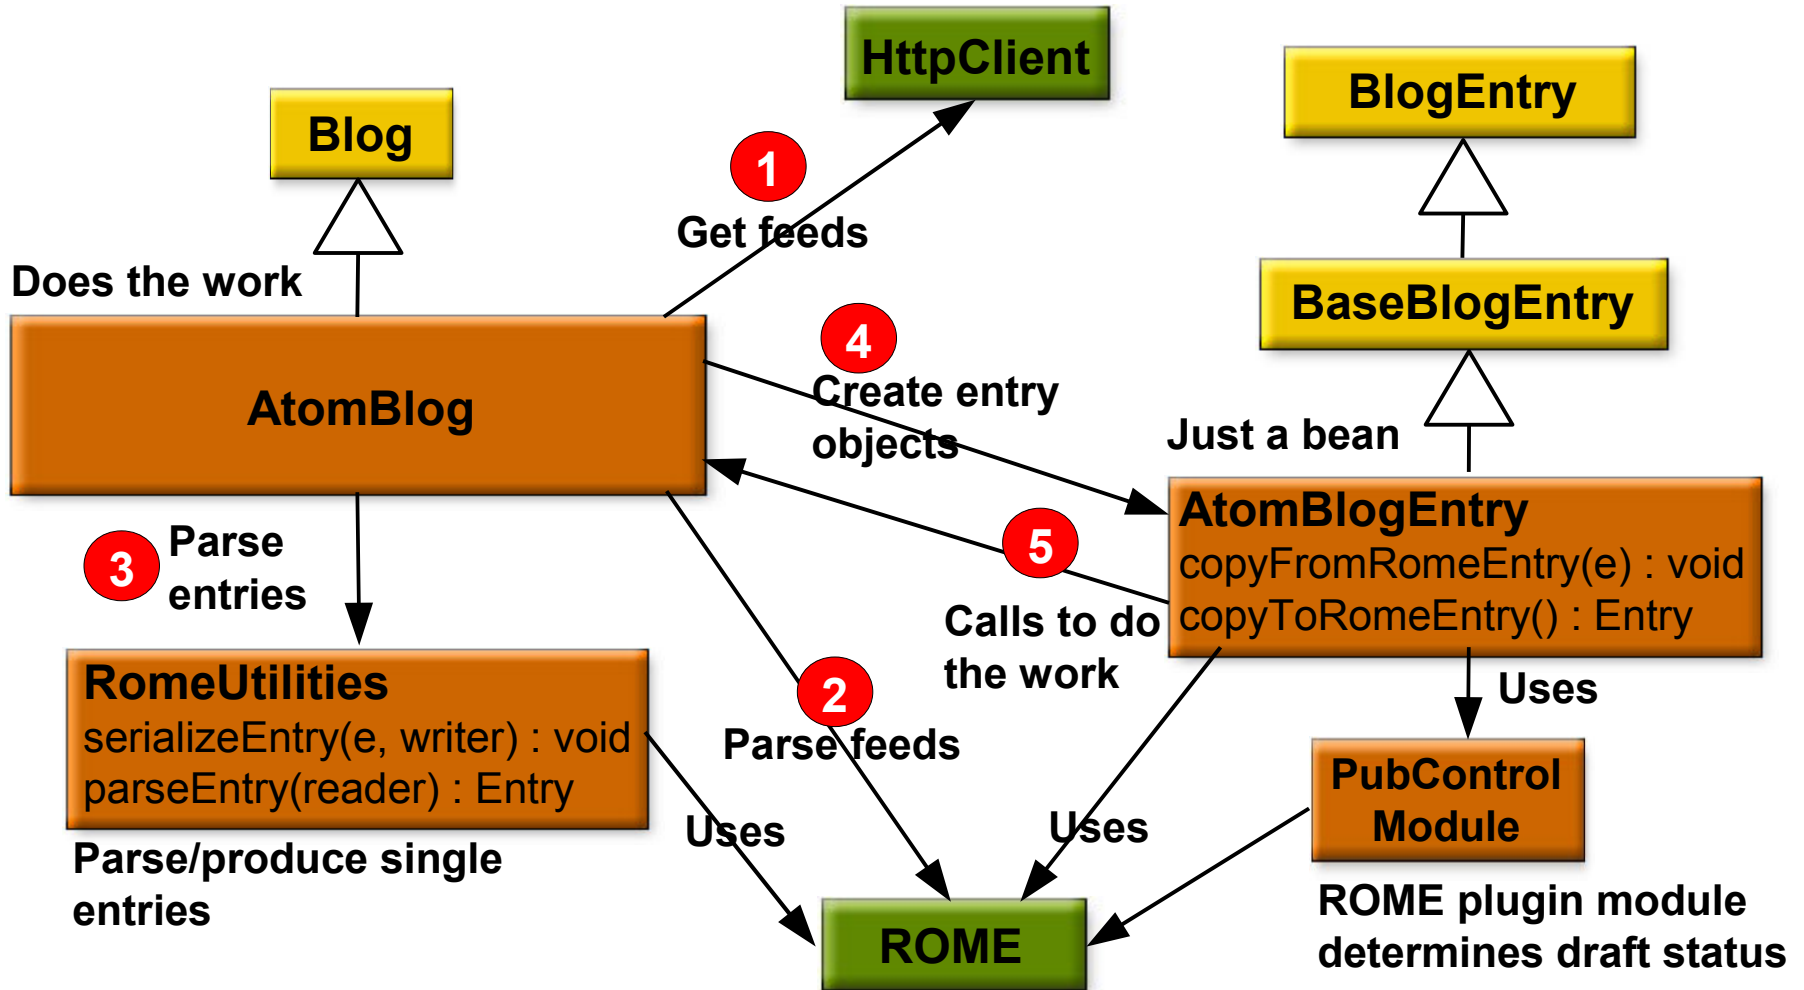 HttpClient
BlogEntry
Blog
1
Get feeds
Does the work
BaseBlogEntry
4
AtomBlog
Create entry
objects
Just a bean
AtomBlogEntry
copyFromRomeEntry(e) : void
copyToRomeEntry() : Entry
3
Parse
entries
5
Calls to do
the work
RomeUtilities
serializeEntry(e, writer) : void
parseEntry(reader) : Entry
2
Parse feeds
Uses
PubControl
Module
Uses
Uses
Parse/produce single
entries
ROME
ROME plugin module
determines draft status